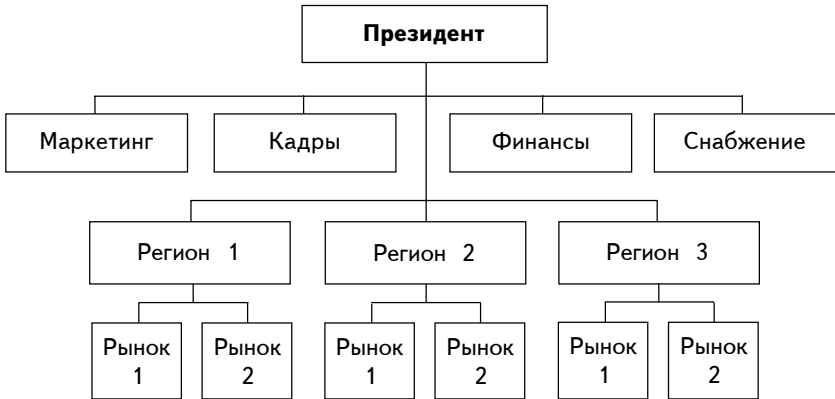 Президент
Маркетинг
Кадры
Финансы
Снабжение
Регион 1
Регион 2
Регион 3
Рынок
1
Рынок
2
Рынок
1
Рынок
2
Рынок
1
Рынок
2